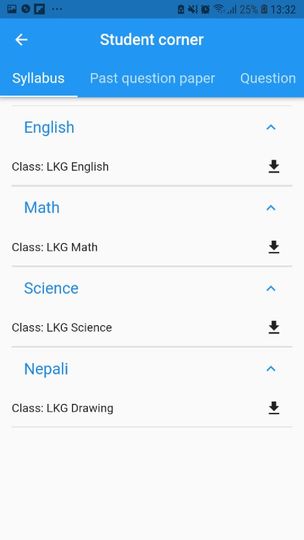 25% 13:32
Student corner
Syllabus Past question paper Question
English
Class: LKG English
Math
Class: LKG Math
Science
Class: LKG Science
Nepali
Class: LKG Drawing